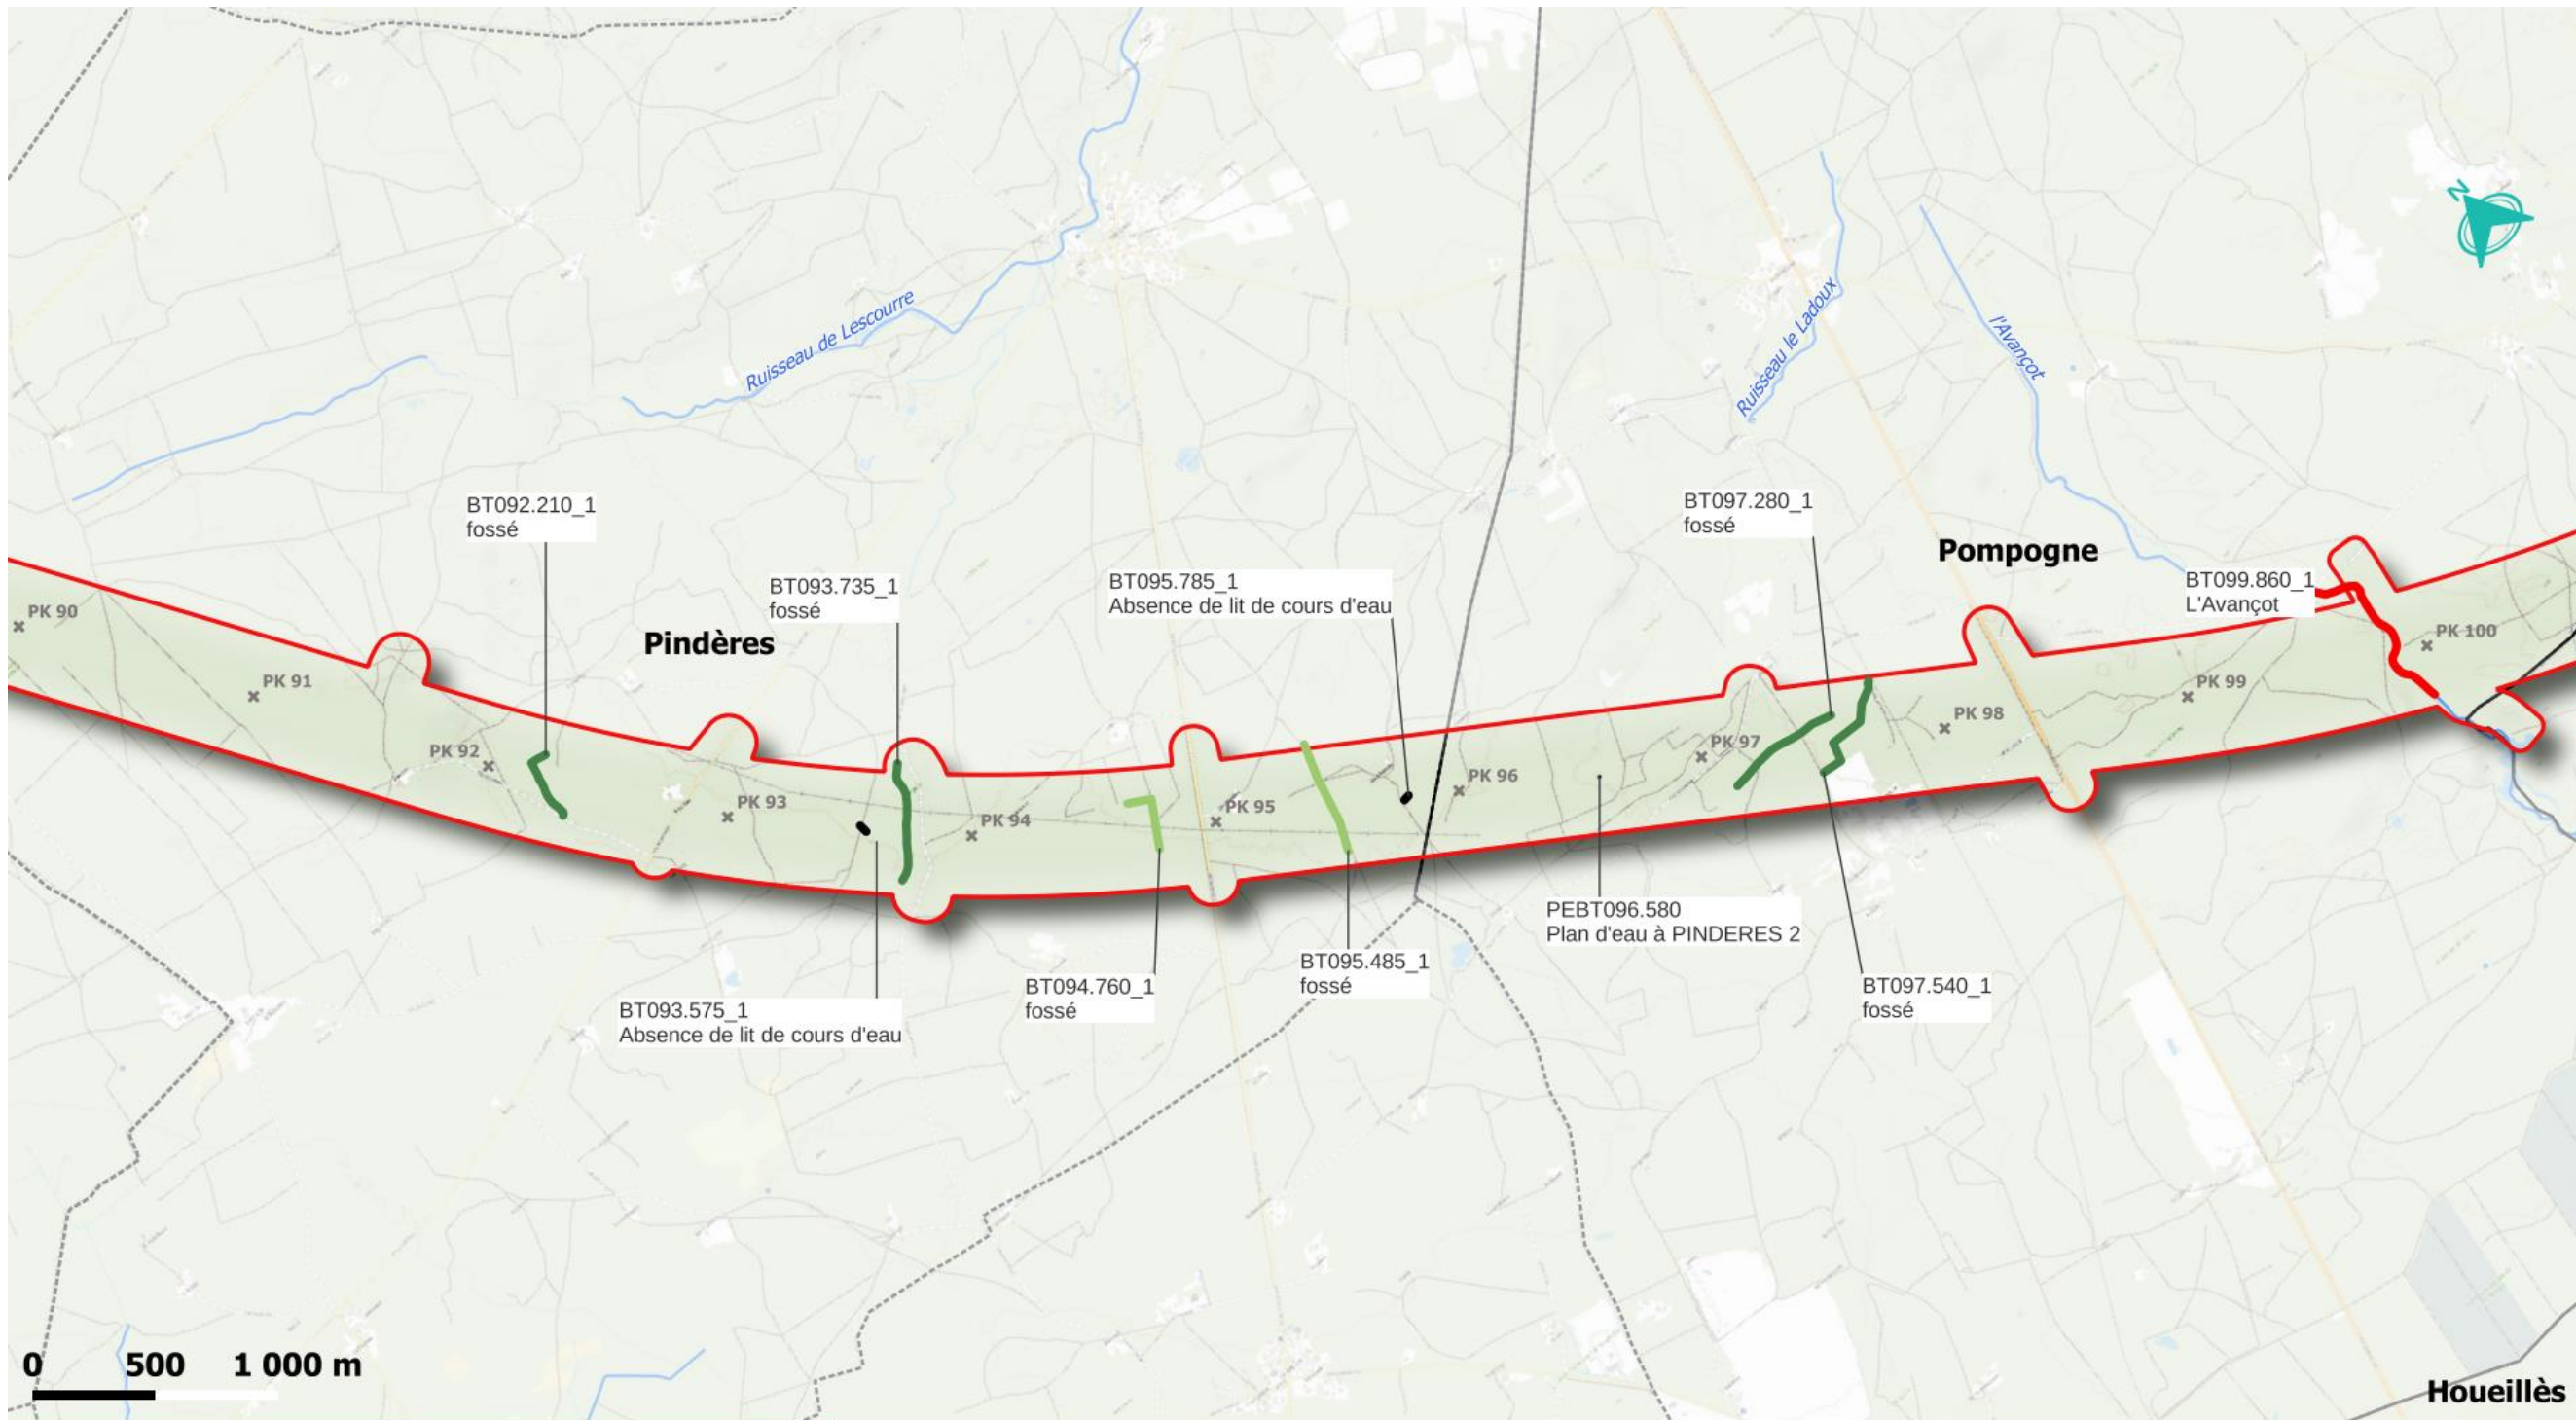 N
Ruisseau de Lescourre
Ruisseau le Ladoux
l'Avançot
BT092.210_1
fossé
BT097.280_1
fossé
Pompogne
BT093.735_1
fossé
BT095.785_1
Absence de lit de cours d'eau
BT099.860_1
L'Avançot
Pindères
PK 90
PK 91
PK 92
PK 93
PK 94
PK 95
PK 96
PK 97
PK 98
PK 99
PK 100
PEBT096.580
Plan d'eau à PINDERES 2
BT095.485_1
fossé
BT094.760_1
fossé
BT097.540_1
fossé
BT093.575_1
Absence de lit de cours d'eau
0 500 1 000 m
Houeillès